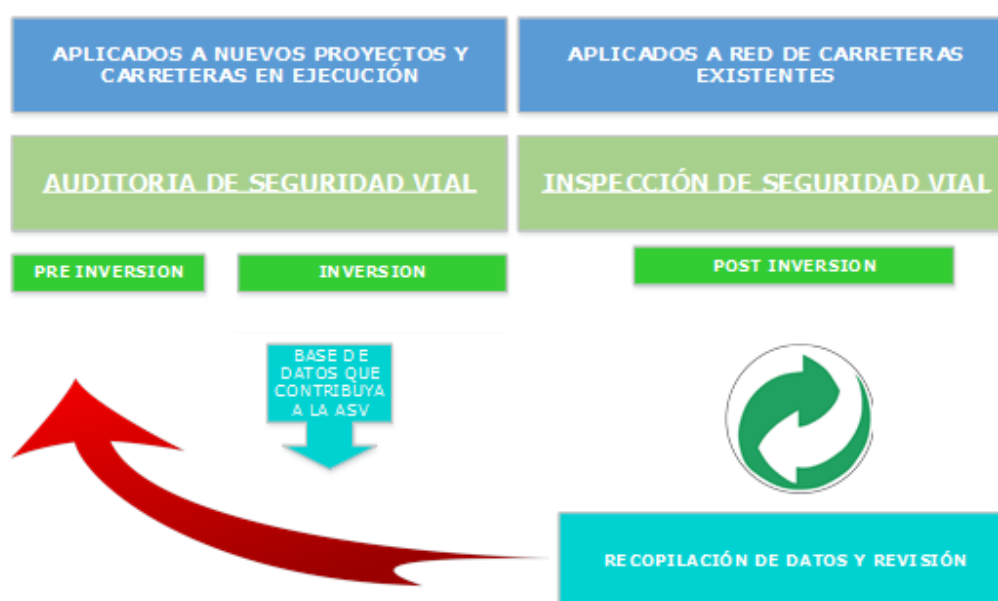 APLICADOS A NUEVOS PROYECTOS Y
CARRETERAS EN EJECUCIÓN
APLICADOS A RED DE CARRETERAS
EXISTENTES
AUDITORIA DE SEGURIDAD VIAL
INSPECCIÓN DE SEGURIDAD VIAL
PRE INVERSION
INVERSION
POST INVERSION
BASE DE
DATOS QUE
CONTRIBUYA
A LA ASV
RECOPILACIÓN DE DATOS Y REVISIÓN